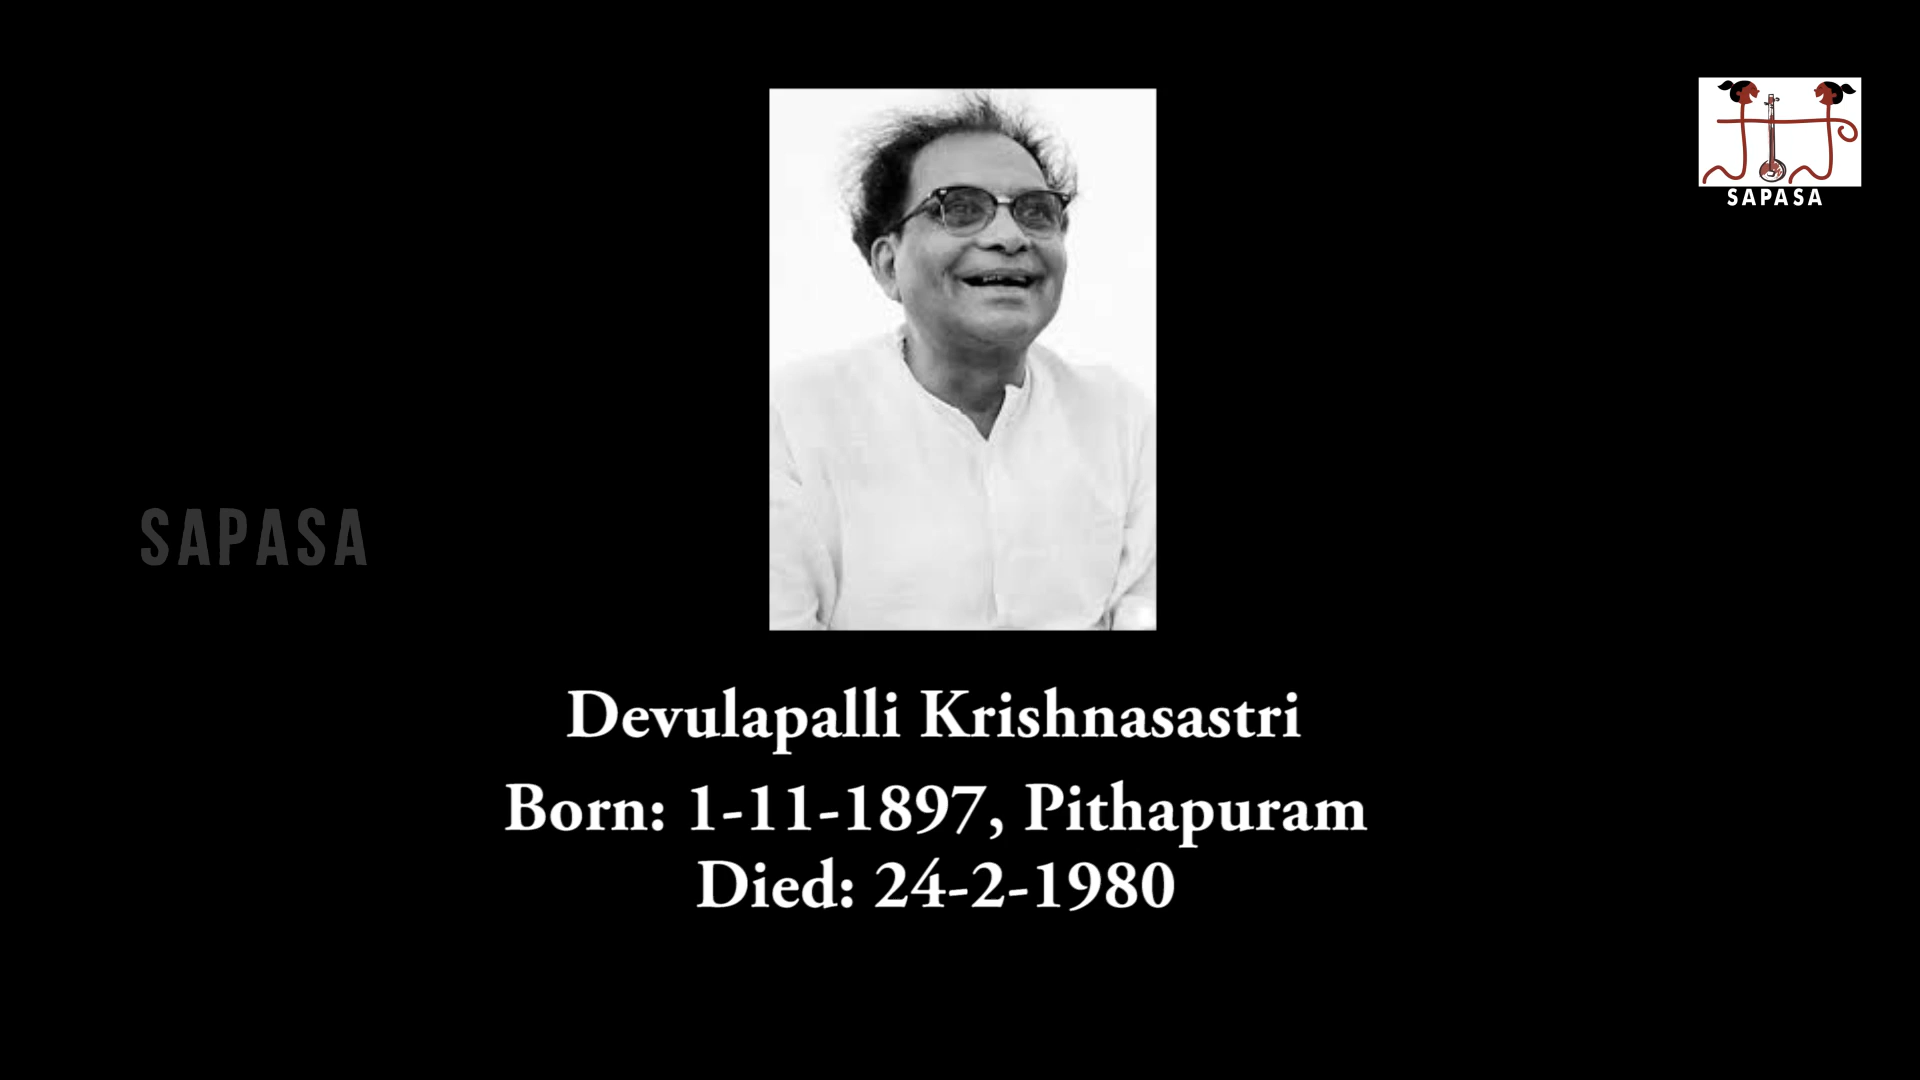 SAPASA
SAPASA
Devulapalli Krishnasastri
Born: 1-11-1897, Pithapuram
Died: 24-2-1980